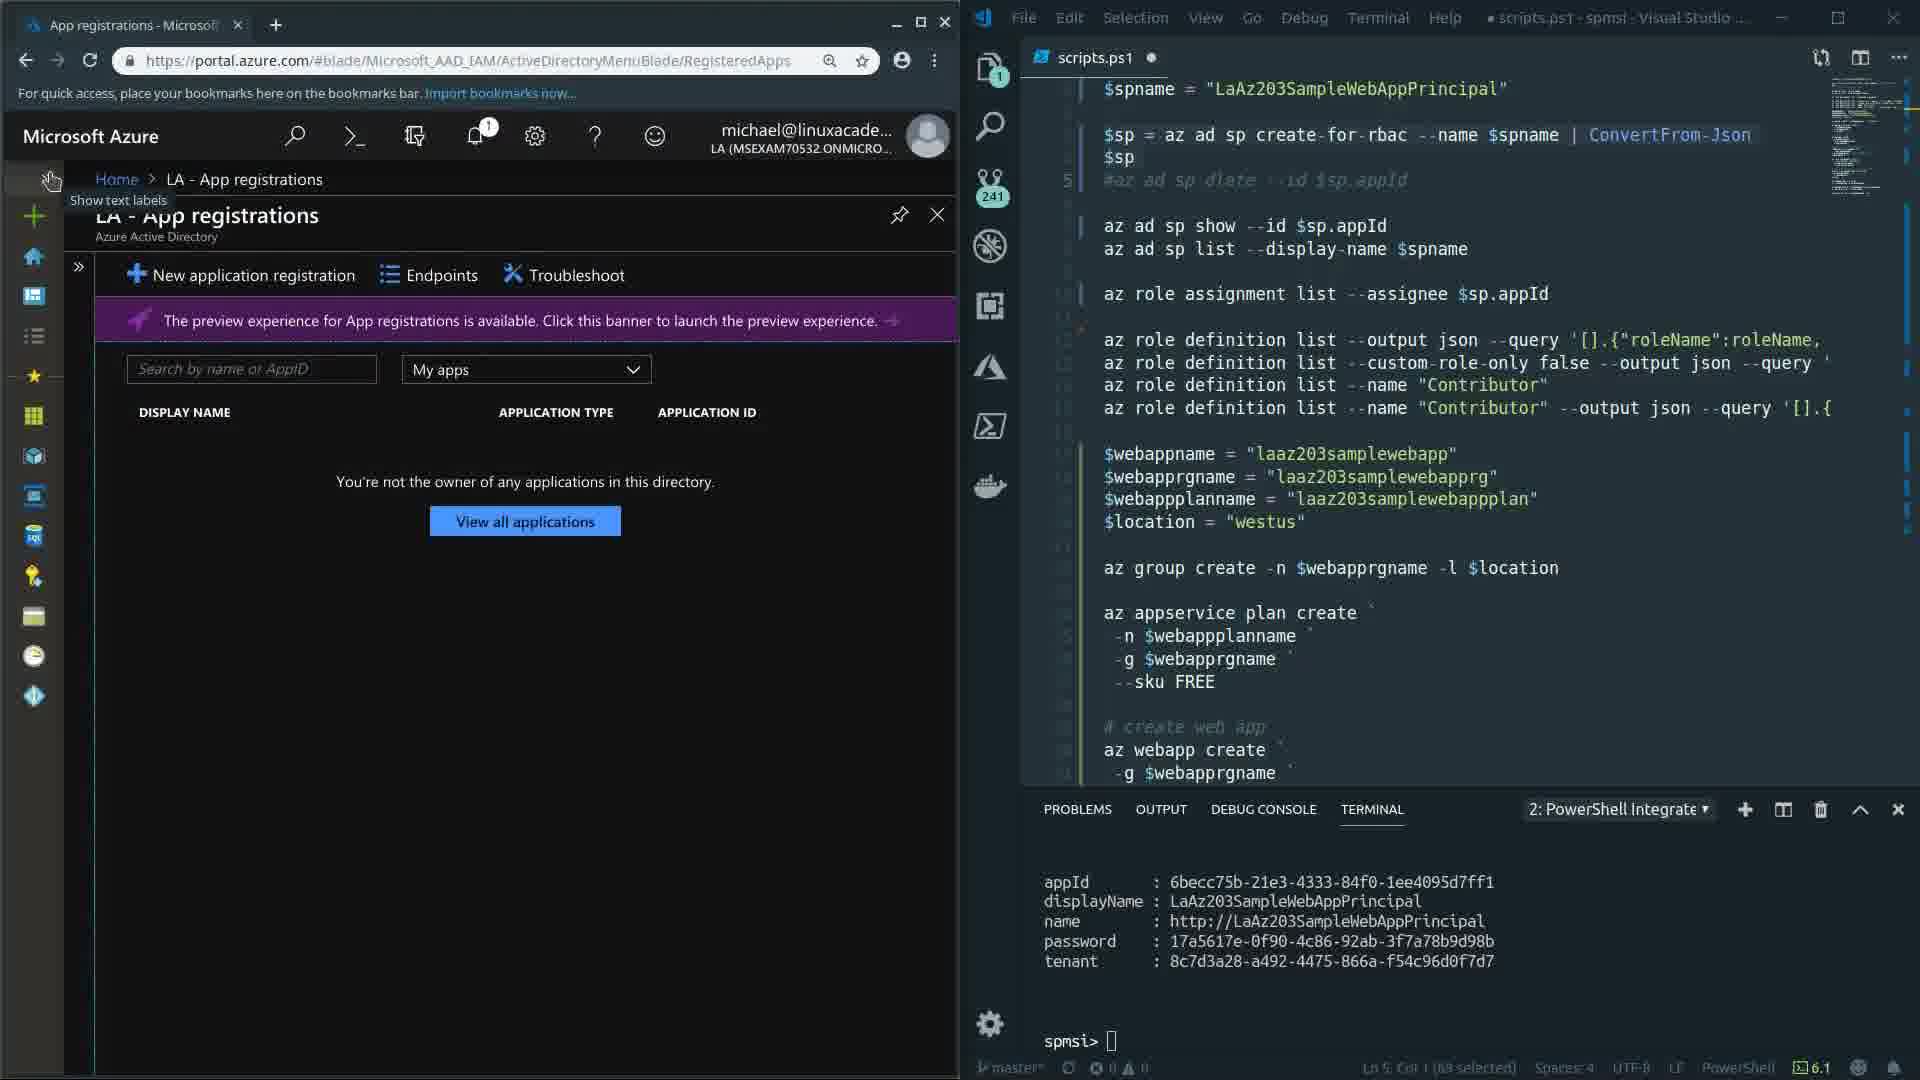 App registrations - Microsof
https://portal.azure.com/#blade/Microsoft_AAD_IAM/ActiveDirectoryMenuBlade/RegisteredApps
For quick access, place your bookmarks here on the bookmarks bar. Import bookmarks now...
Microsoft Azure
1
michael@linuxacade...
LA (MSEXAM70532.ONMICRO...
Home > LA - App registrations
Show text labels
LA - App registrations
Azure Active Directory
New application registration
Endpoints
Troubleshoot
The preview experience for App registrations is available. Click this banner to launch the preview experience.
Search by name or AppID
My apps
DISPLAY NAME
APPLICATION TYPE
APPLICATION ID
You're not the owner of any applications in this directory.
View all applications
SQL
File Edit Selection View Go Debug Terminal Help
● scripts.ps1 - spmsi - Visual Studio ...
scripts.ps1
1
241
$spname = "LaAz203SampleWebAppPrincipal"
$sp = az ad sp create-for-rbac --name $spname | ConvertFrom-Json
$sp
5 #az ad sp dlete --id $sp.appId
az ad sp show --id $sp.appId
az ad sp list --display-name $spname
az role assignment list --assignee $sp.appId
az role definition list --output json --query '[].{"roleName":roleName,
az role definition list --custom-role-only false --output json --query '
az role definition list --name "Contributor"
az role definition list --name "Contributor" --output json --query '[].{
$webappname = "laaz203samplewebapp"
$webapprgname = "laaz203samplewebapprg"
$webappplanname = "laaz203samplewebappplan"
$location = "westus"
az group create -n $webapprgname -l $location
az appservice plan create `
-n $webappplanname `
-g $webapprgname `
--sku FREE
# create web app
az webapp create `
-g $webapprgname `
PROBLEMS OUTPUT DEBUG CONSOLE TERMINAL
2: PowerShell Integrate
appId : 6becc75b-21e3-4333-84f0-1ee4095d7ff1
displayName : LaAz203SampleWebAppPrincipal
name : http://LaAz203SampleWebAppPrincipal
password : 17a5617e-0f90-4c86-92ab-3f7a78b9d98b
tenant : 8c7d3a28-a492-4475-866a-f54c96d0f7d7
spmsi>
master* 0 0
Ln 5, Col 1 (69 selected) Spaces: 4 UTF-8 LF PowerShell 6.1